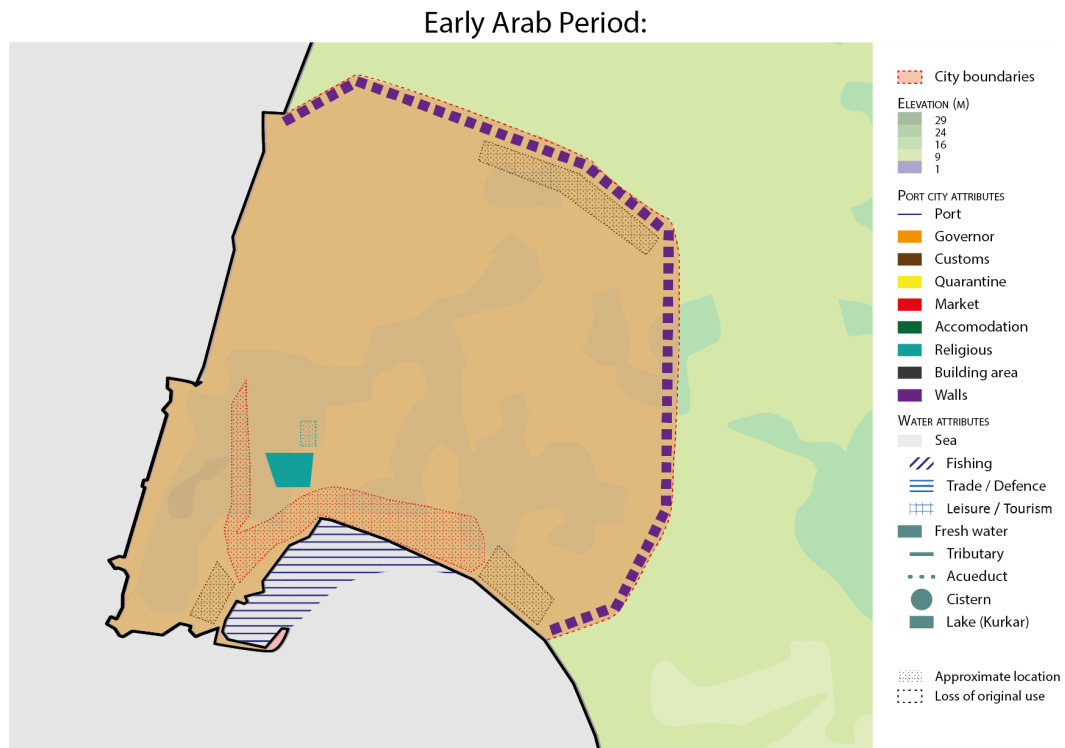 Early Arab Period:
City boundaries
ELEVATION (M)
29
24
16
9
1
PORT CITY ATTRIBUTES
Port
Governor
Customs
Quarantine
Market
Accomodation
Religious
Building area
Walls
WATER ATTRIBUTES
Sea
Fishing
Trade / Defence
Leisure / Tourism
Fresh water
Tributary
Acueduct
Cistern
Lake (Kurkar)
Approximate location
Loss of original use